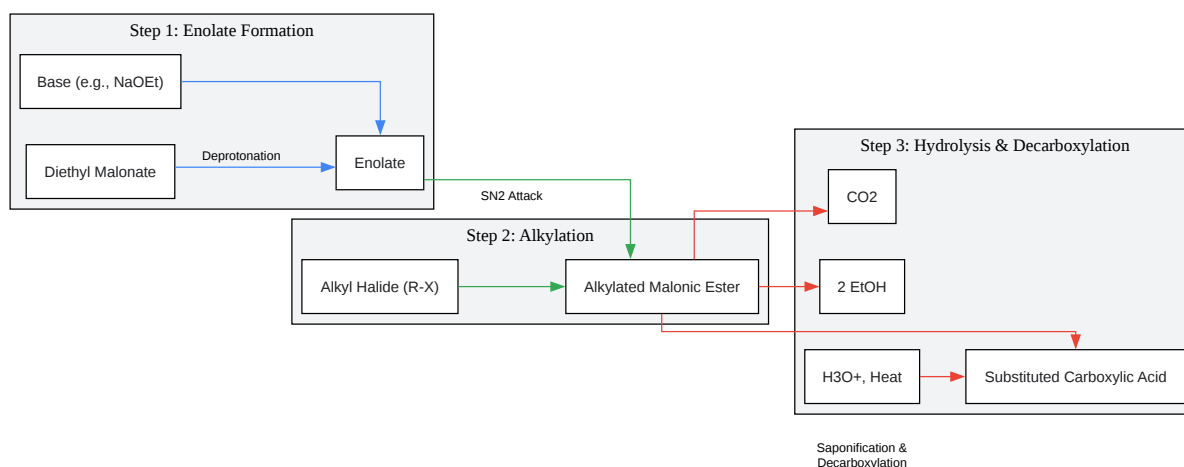 Step 1: Enolate Formation
Base (e.g., NaOEt)
Diethyl Malonate
Deprotonation
Enolate
SN2 Attack
Step 2: Alkylation
Alkyl Halide (R-X)
Alkylated Malonic Ester
Step 3: Hydrolysis & Decarboxylation
CO2
2 EtOH
H3O+, Heat
Substituted Carboxylic Acid
Saponification &
Decarboxylation